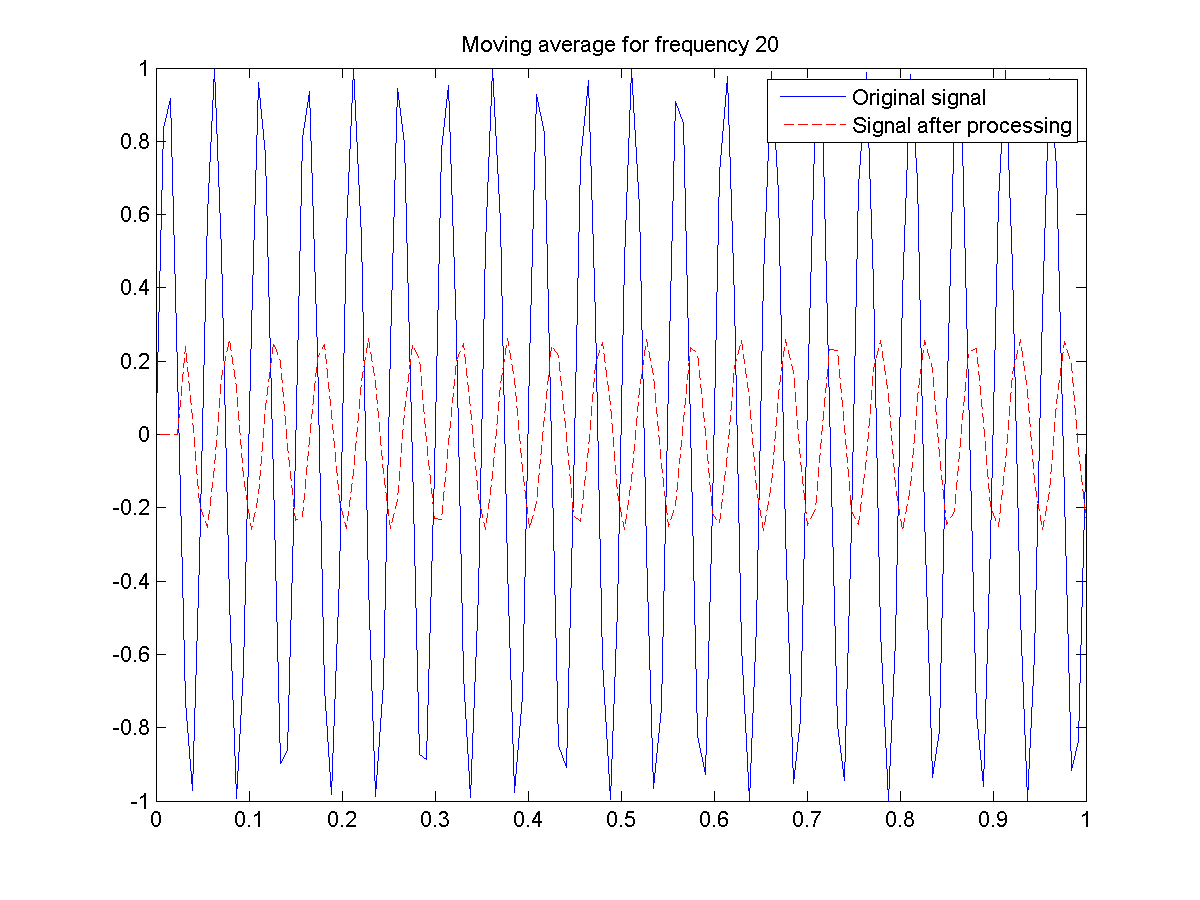 Moving average for frequency 20
Original signal
Signal after processing
1
0.8
0.6
0.4
0.2
0
-0.2
-0.4
-0.6
-0.8
-1
0 0.1 0.2 0.3 0.4 0.5 0.6 0.7 0.8 0.9 1